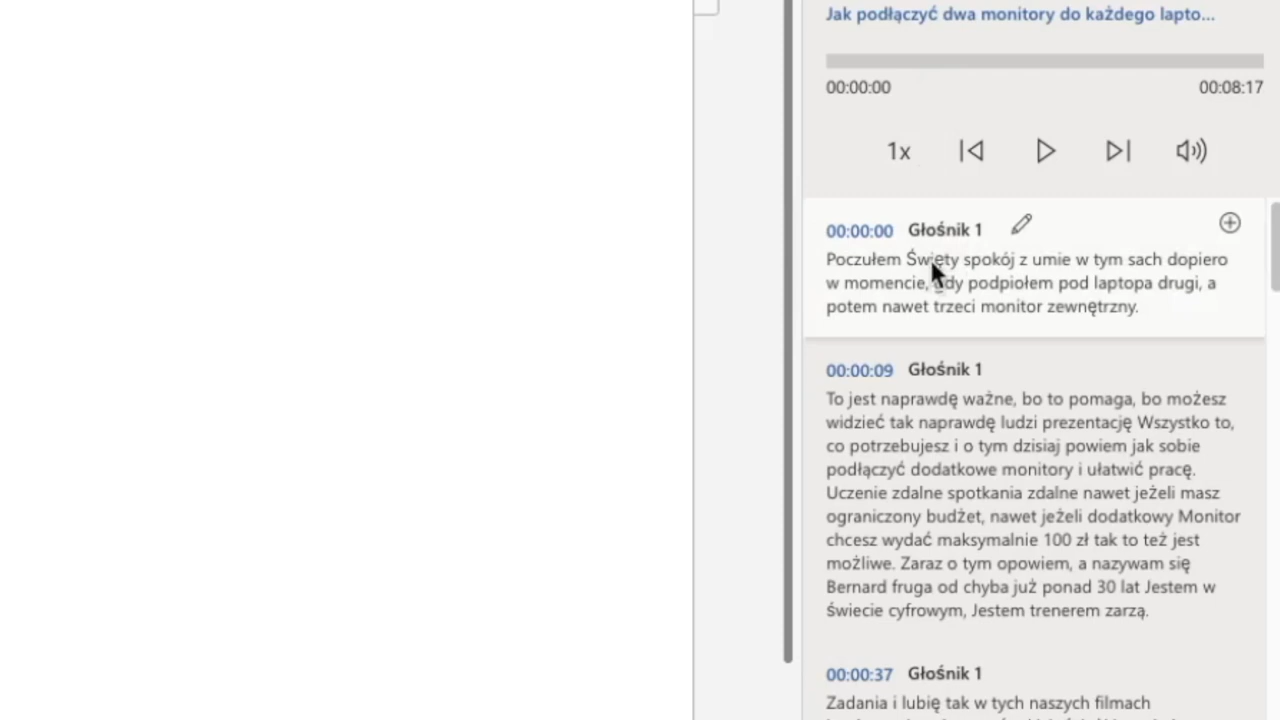 Jak podłączyć dwa monitory do każdego lapto...
00:00:00 00:08:17
1x
00:00:00 Głośnik 1
Poczułem Święty spokój z umie w tym sach dopiero
w momencie, gdy podpiołem pod laptopa drugi, a
potem nawet trzeci monitor zewnętrzny.
00:00:09 Głośnik 1
To jest naprawdę ważne, bo to pomaga, bo możesz
widzieć tak naprawdę ludzi prezentację Wszystko to,
co potrzebujesz i o tym dzisiaj powiem jak sobie
podłączyć dodatkowe monitory i ułatwić pracę.
Uczenie zdalne spotkania zdalne nawet jeżeli masz
ograniczony budżet, nawet jeżeli dodatkowy Monitor
chcesz wydać maksymalnie 100 zł tak to też jest
możliwe. Zaraz o tym opowiem, a nazywam się
Bernard fruga od chyba już ponad 30 lat Jestem w
świecie cyfrowym, Jestem trenerem zarzą.
00:00:37 Głośnik 1
Zadania i lubię tak w tych naszych filmach